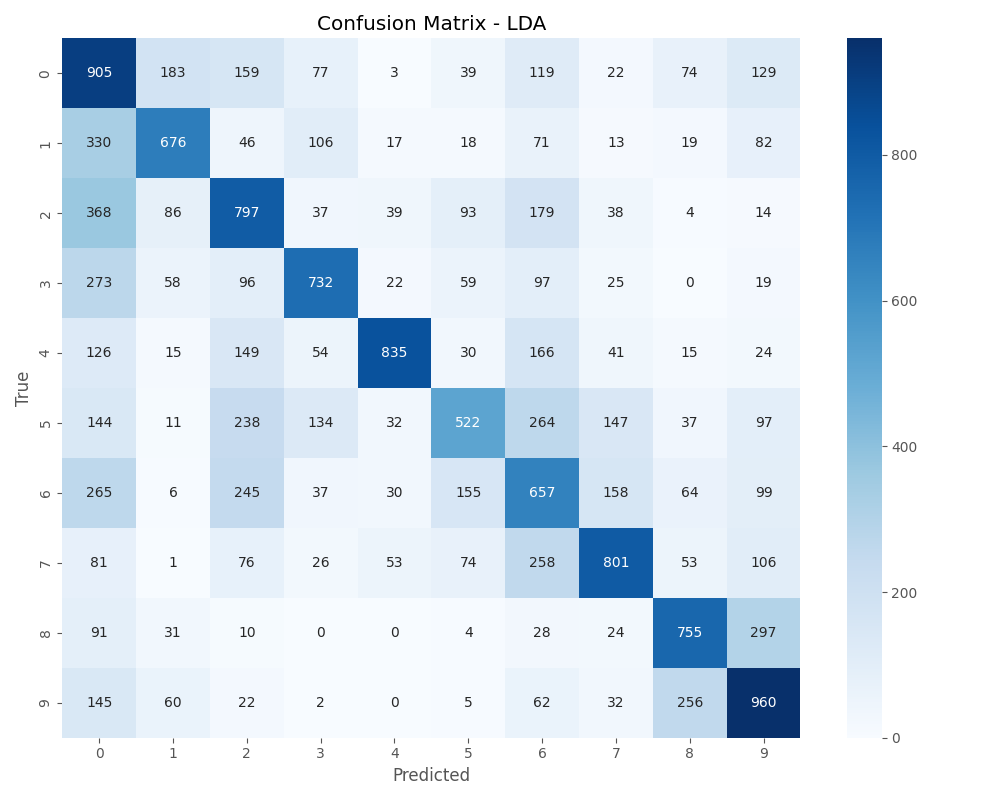 Confusion Matrix - LDA
0 905 183 159 77 3 39 119 22 74 129
1 330 676 46 106 17 18 71 13 19 82
2 368 86 797 37 39 93 179 38 4 14
3 273 58 96 732 22 59 97 25 0 19
4 126 15 149 54 835 30 166 41 15 24
5 144 11 238 134 32 522 264 147 37 97
6 265 6 245 37 30 155 657 158 64 99
7 81 1 76 26 53 74 258 801 53 106
8 91 31 10 0 0 4 28 24 755 297
9 145 60 22 2 0 5 62 32 256 960
0 1 2 3 4 5 6 7 8 9
True
Predicted
800
600
400
200
0